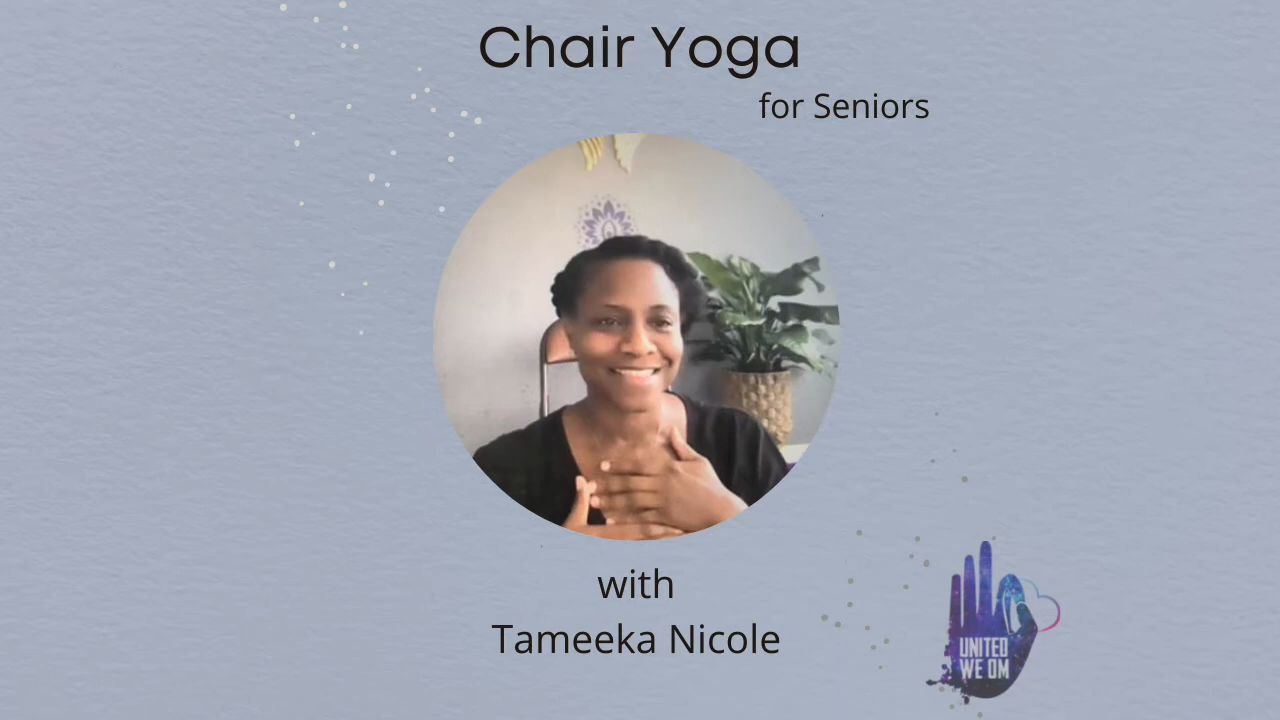 Chair Yoga
for Seniors
with
Tameeka Nicole
UNITED
WE OM